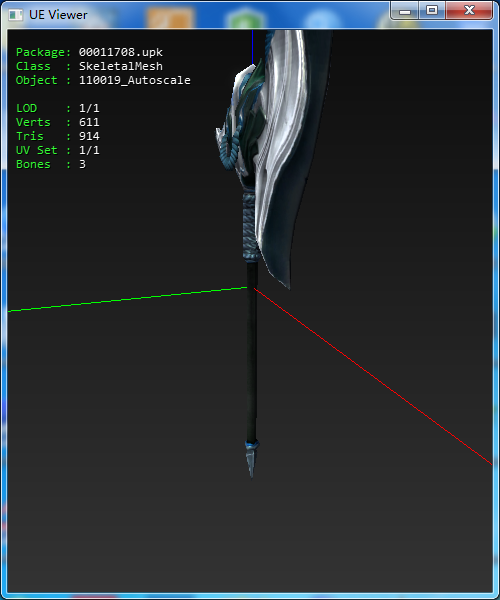 UE Viewer
Package: 00011708.upk
Class : SkeletalMesh
Object : 110019_Autoscale
LOD : 1/1
Verts : 611
Tris : 914
UV Set : 1/1
Bones : 3